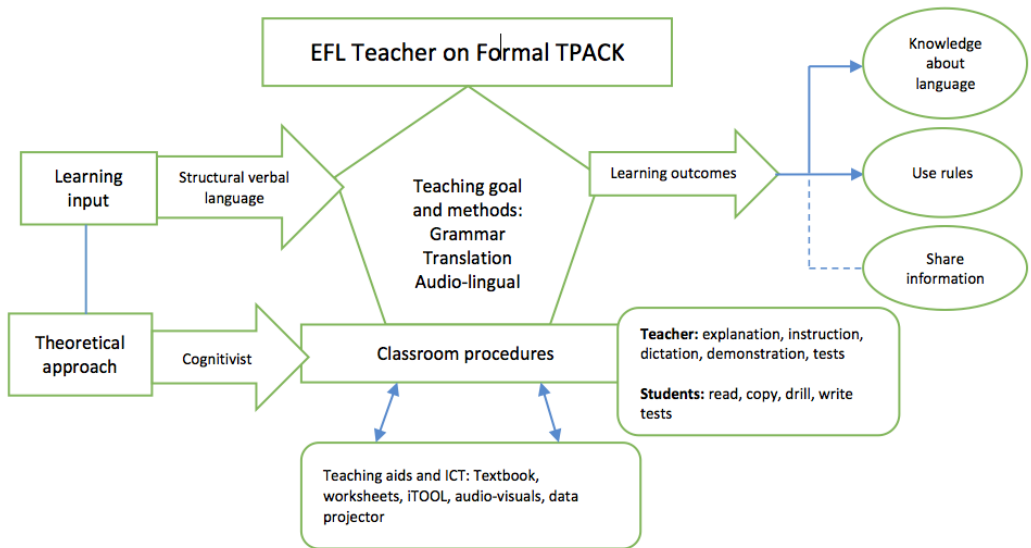 EFL Teacher on Formal TPACK
Knowledge
about
language
Learning
input
Structural verbal
language
Teaching goal
and methods:
Grammar
Translation
Audio-lingual
Learning outcomes
Use rules
Share
information
Theoretical
approach
Cognitivist
Classroom procedures
Teacher: explanation, instruction,
dictation, demonstration, tests
Students: read, copy, drill, write
tests
Teaching aids and ICT: Textbook,
worksheets, iTOOL, audio-visuals, data
projector